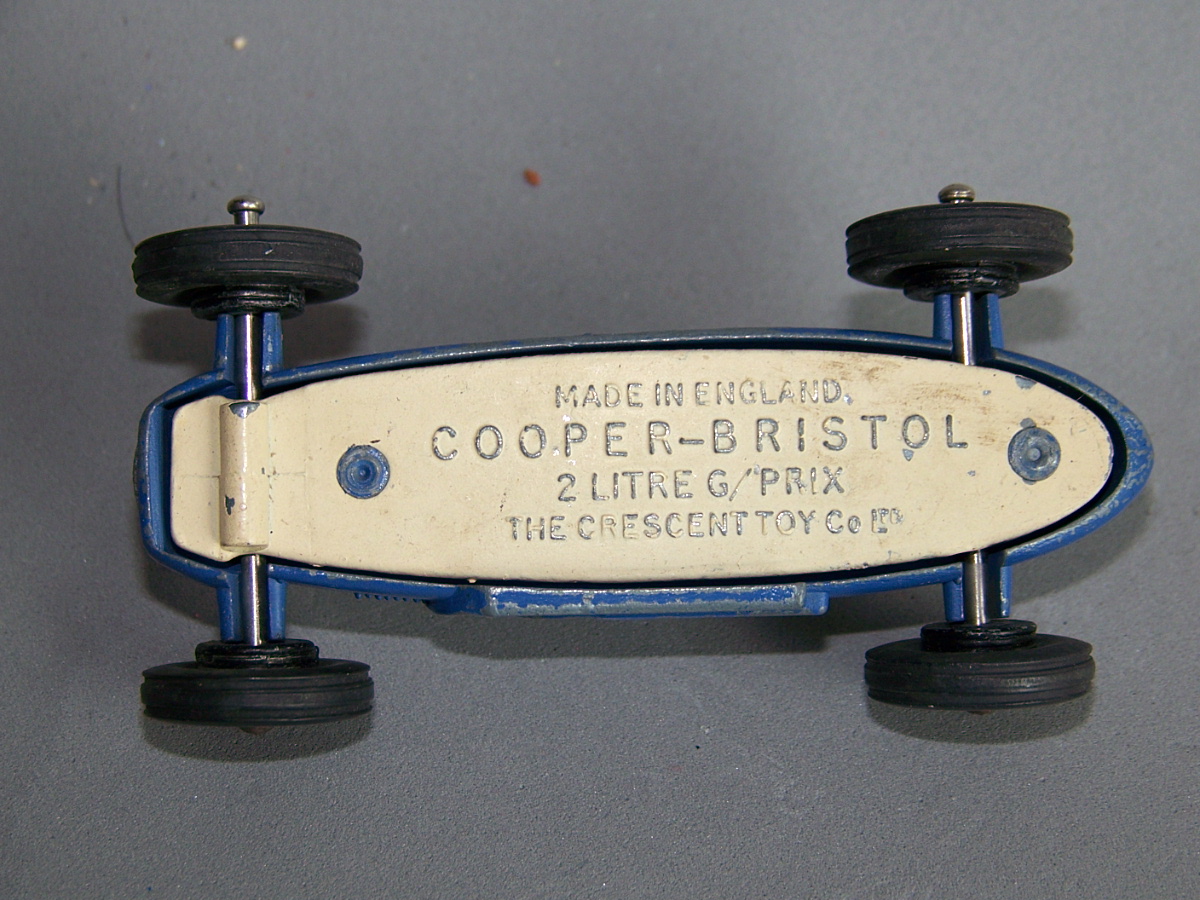 MADE IN ENGLAND.
COOPER-BRISTOL
2 LITRE G/PRIX
THE CRESCENT TOY Co LTD